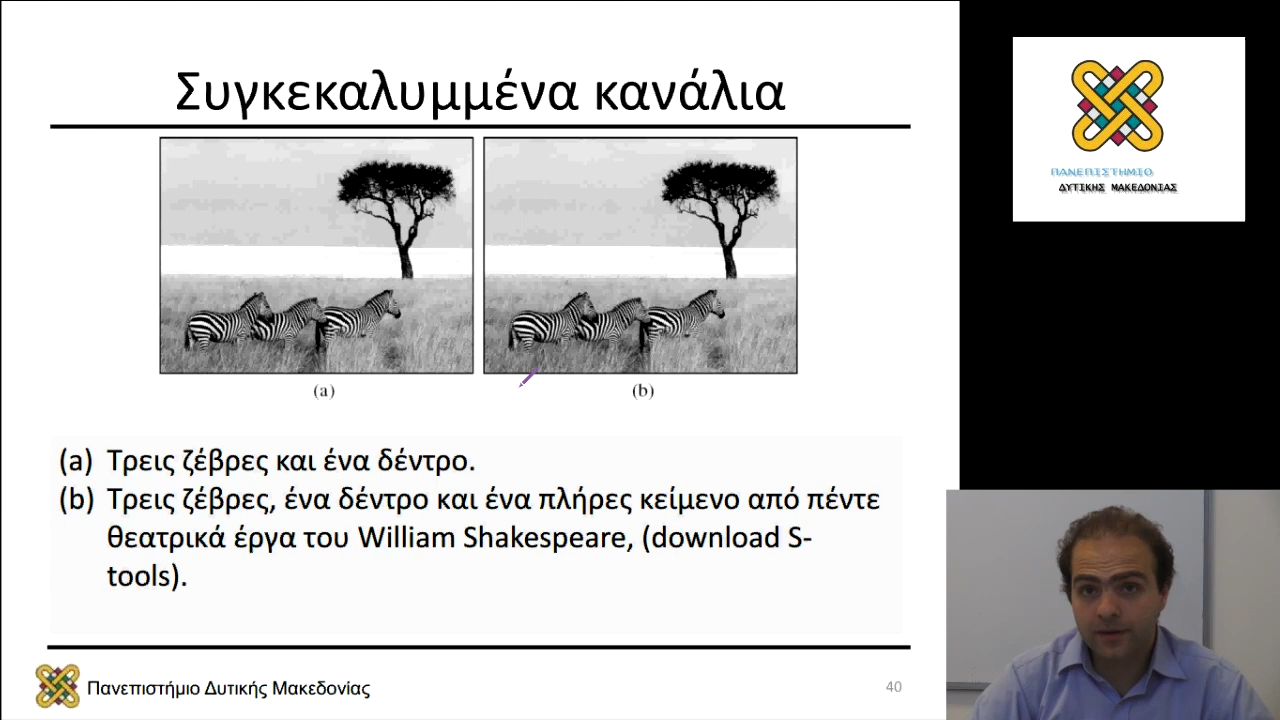 Συγκεκαλυμμένα κανάλια
(a) (b)
(a) Τρεις ζέβρες και ένα δέντρο.
(b) Τρεις ζέβρες, ένα δέντρο και ένα πλήρες κείμενο από πέντε
θεατρικά έργα του William Shakespeare, (download S-
tools).
Πανεπιστήμιο Δυτικής Μακεδονίας
40
ΠΑΝΕΠΙΣΤΗΜΙΟ
ΔΥΤΙΚΗΣ ΜΑΚΕΔΟΝΙΑΣ